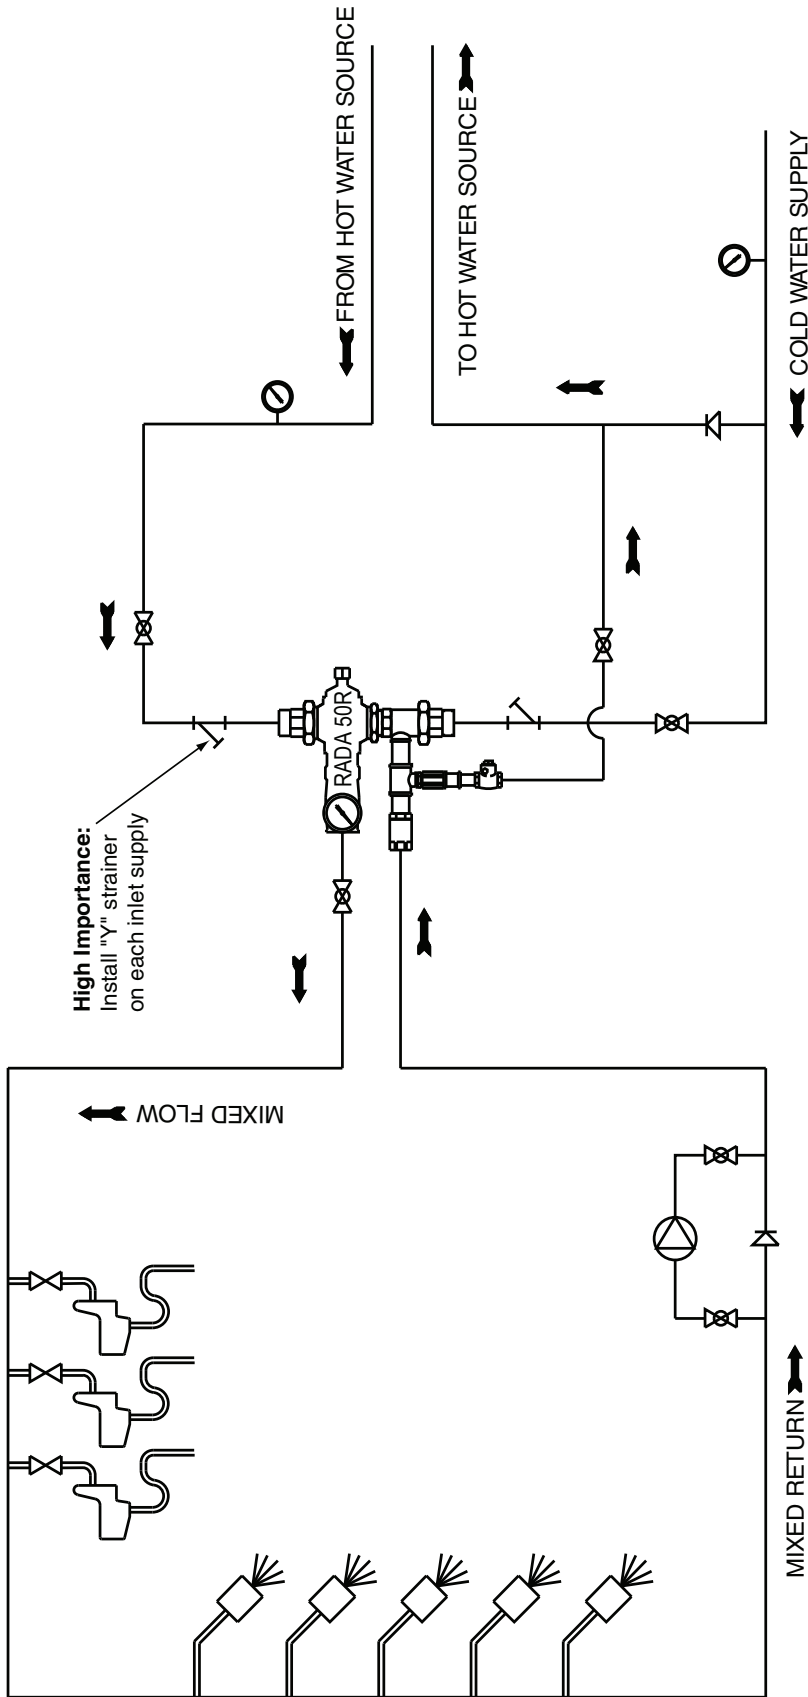 FROM HOT WATER SOURCE
TO HOT WATER SOURCE
COLD WATER SUPPLY
RADA 50R
High Importance:
Install "Y" strainer
on each inlet supply
MIXED FLOW
MIXED RETURN